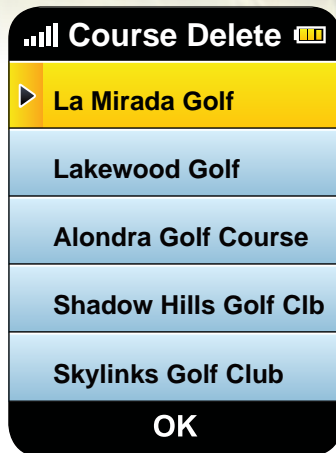 Course Delete
La Mirada Golf
Lakewood Golf
Alondra Golf Course
Shadow Hills Golf Clb
Skylinks Golf Club
OK